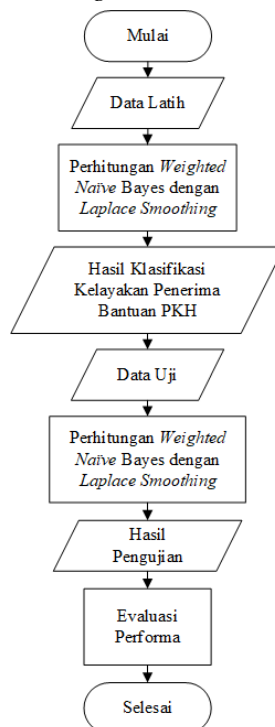 Mulai
Data Latih
Perhitungan Weighted
Naïve Bayes dengan
Laplace Smoothing
Hasil Klasifikasi
Kelayakan Penerima
Bantuan PKH
Data Uji
Perhitungan Weighted
Naïve Bayes dengan
Laplace Smoothing
Hasil
Pengujian
Evaluasi
Performa
Selesai